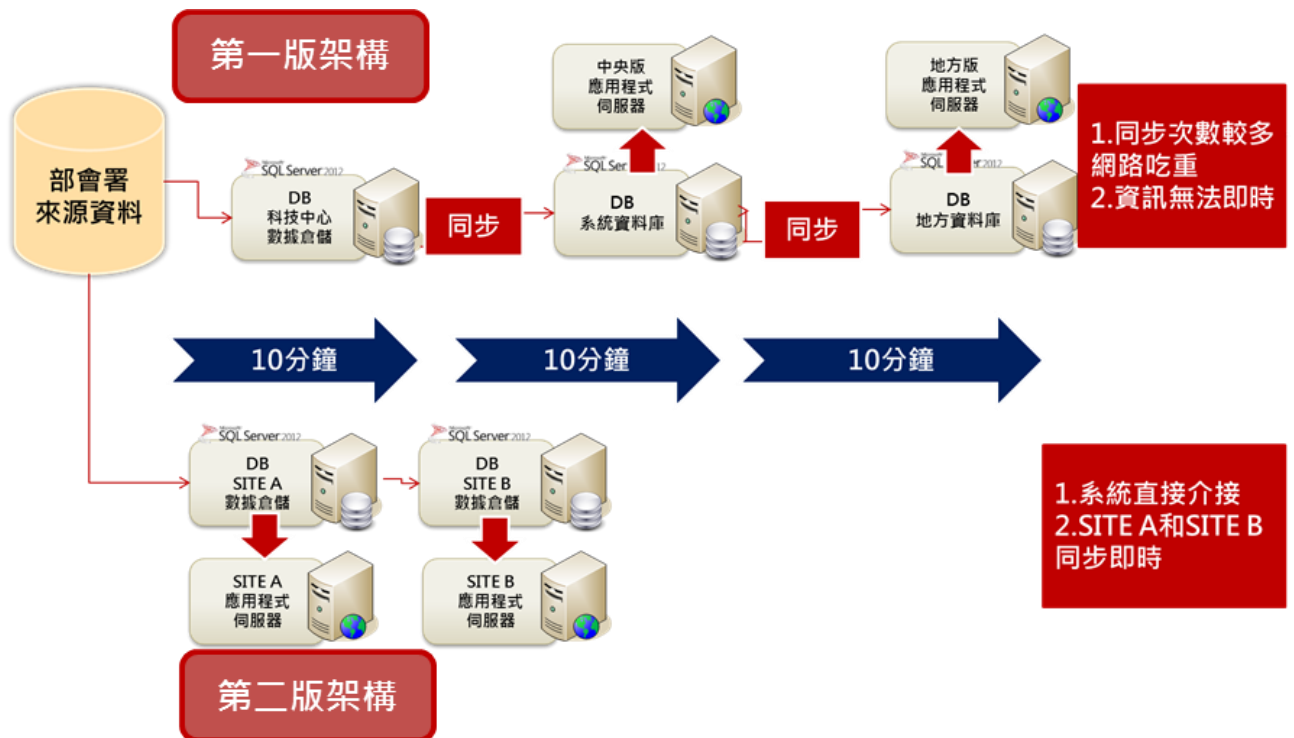 第一版架構
部會署
來源資料
Microsoft
SQL Server 2012
DB
科技中心
數據倉儲
同步
中央版
應用程式
伺服器
SQL Ser 12
DB
系統資料庫
同步
地方版
應用程式
伺服器
SQL er 2012
DB
地方資料庫
1.同步次數較多
網路吃重
2.資訊無法即時
10分鐘
10分鐘
10分鐘
Microsoft
SQL Server 2012
DB
SITE A
數據倉儲
Microsoft
SQL Server 2012
DB
SITE B
數據倉儲
SITE A
應用程式
伺服器
SITE B
應用程式
伺服器
1.系統直接介接
2.SITE A和SITE B
同步即時
第二版架構